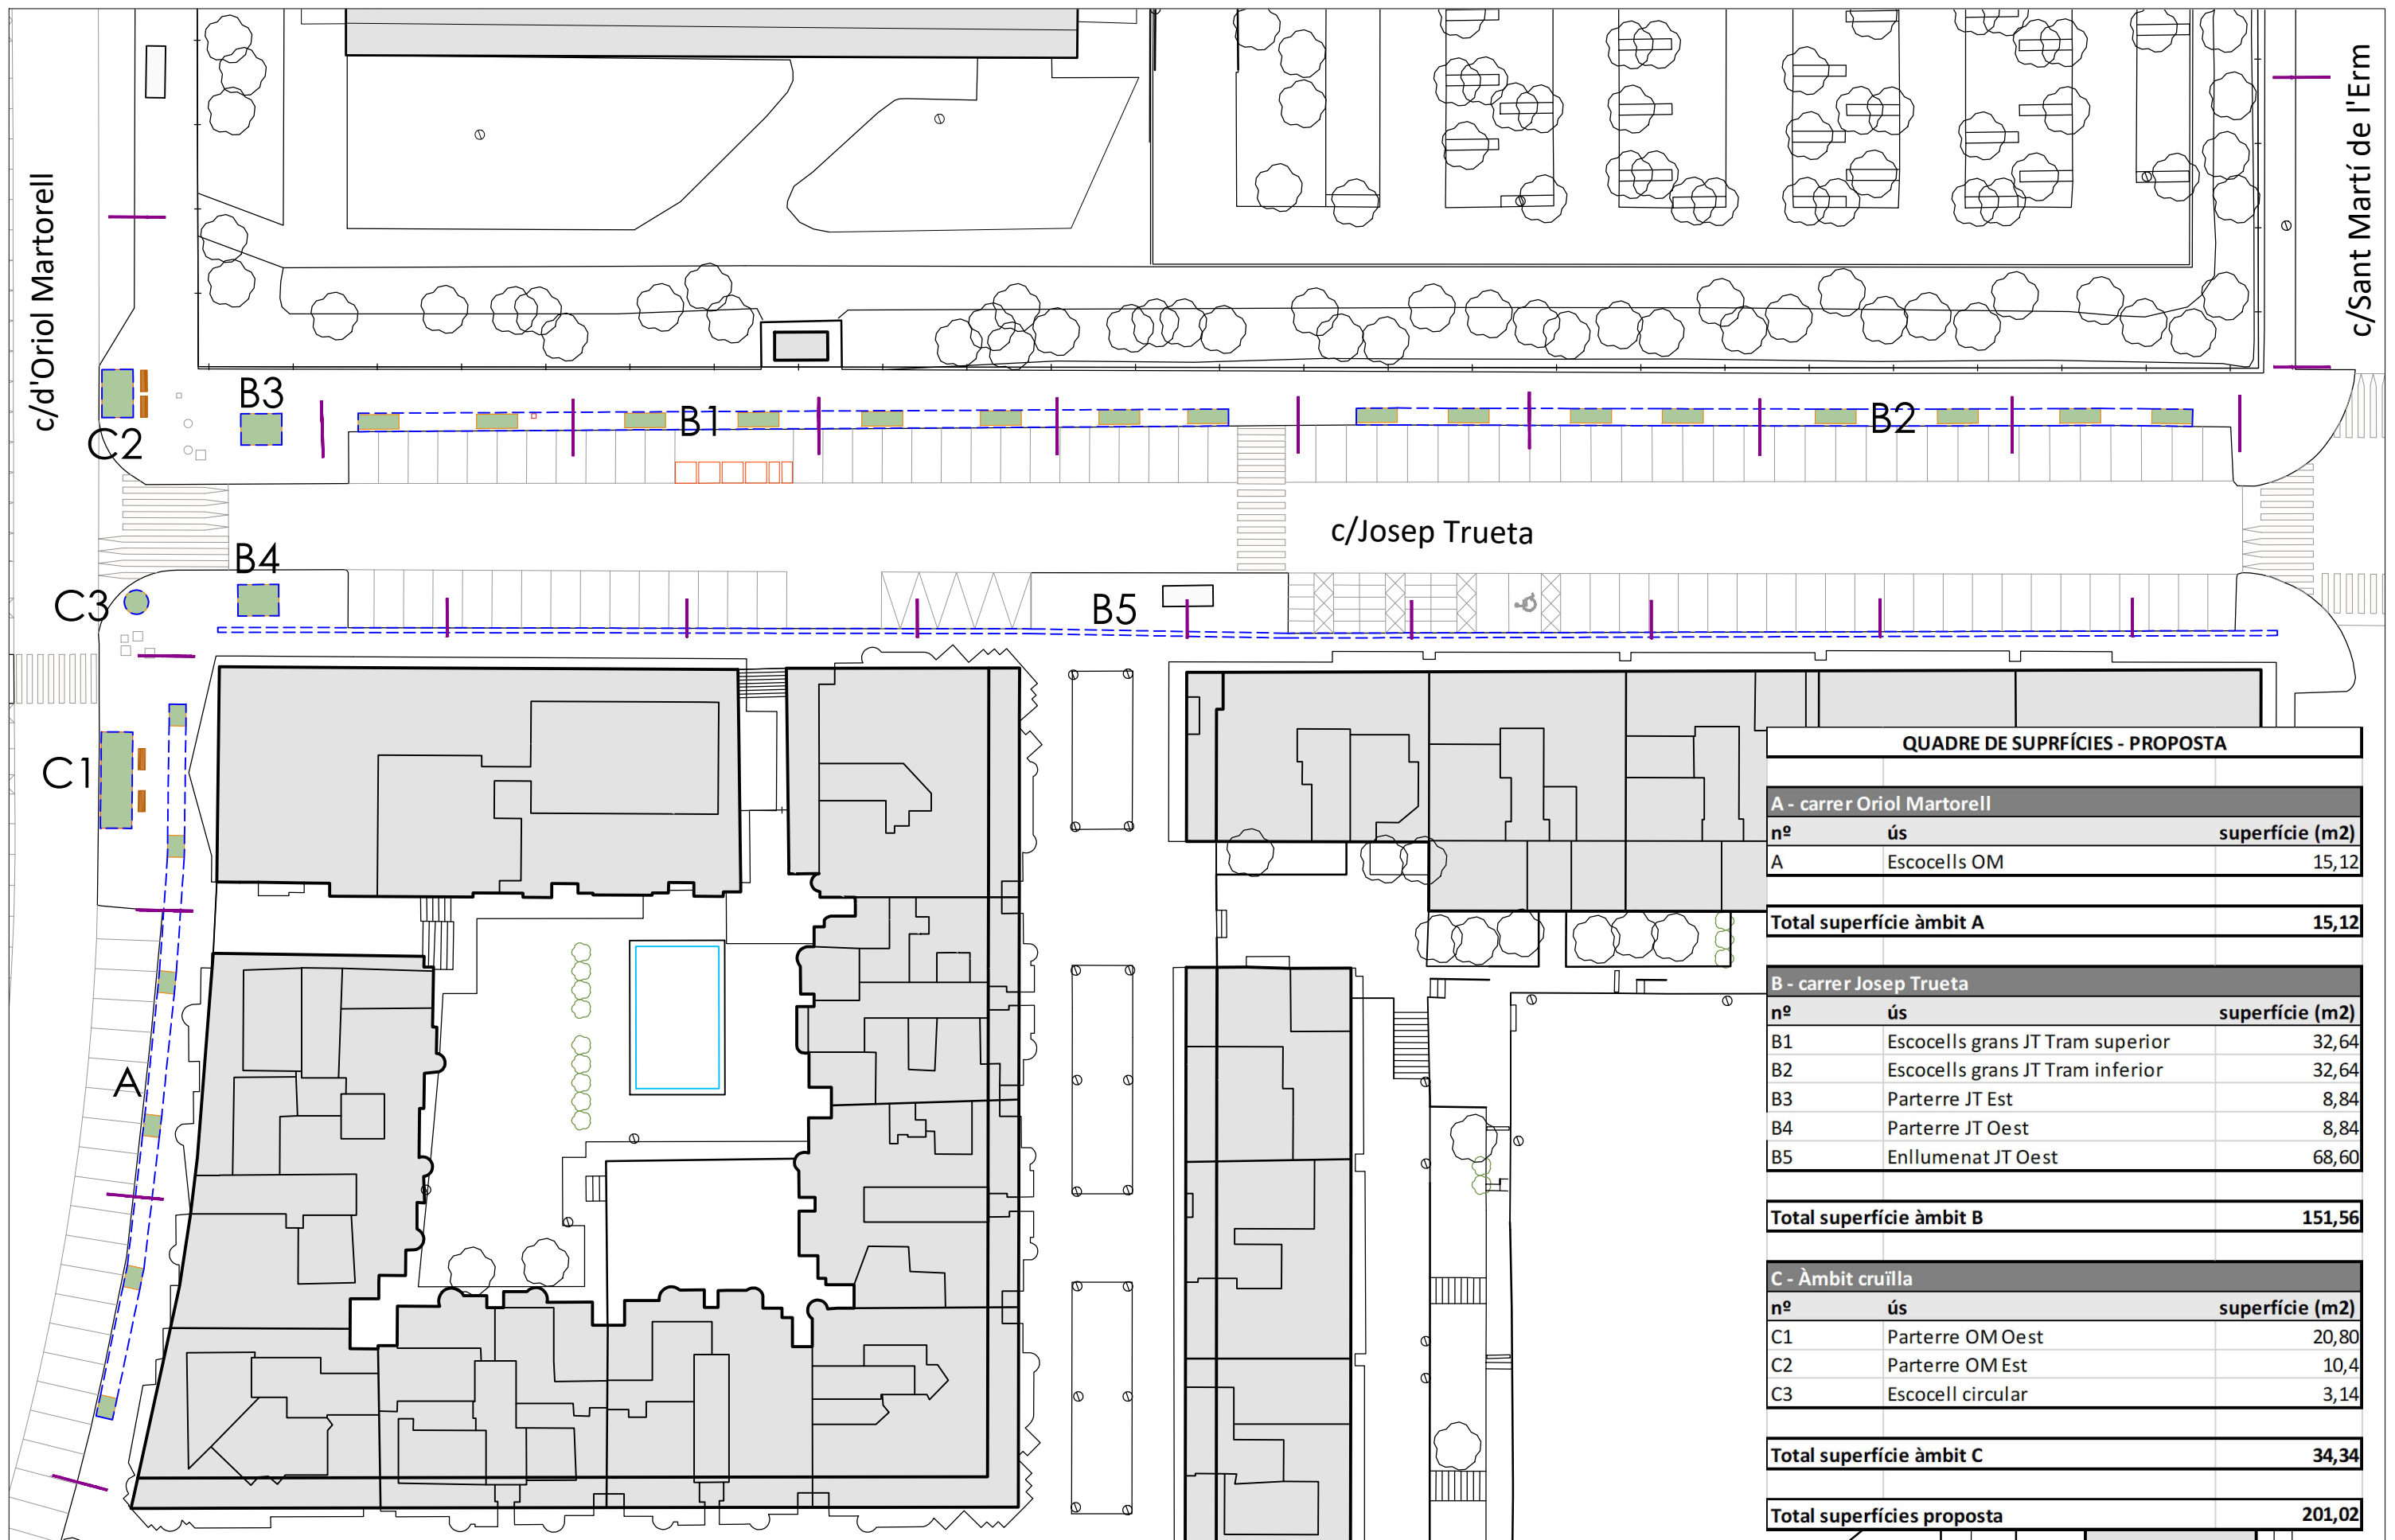 c/d'Oriol Martorell
c/Sant Martí de l'Erm
B3
C2
B1
B2
c/Josep Trueta
B4
C3
B5
C1
A
QUADRE DE SUPRFÍCIES - PROPOSTA
A - carrer Oriol Martorell
nº ús superfície (m2)
A Escocells OM 15,12
Total superfície àmbit A 15,12
B - carrer Josep Trueta
nº ús superfície (m2)
B1 Escocells grans JT Tram superior 32,64
B2 Escocells grans JT Tram inferior 32,64
B3 Parterre JT Est 8,84
B4 Parterre JT Oest 8,84
B5 Enllumenat JT Oest 68,60
Total superfície àmbit B 151,56
C - Àmbit cruïlla
nº ús superfície (m2)
C1 Parterre OM Oest 20,80
C2 Parterre OM Est 10,4
C3 Escocell circular 3,14
Total superfície àmbit C 34,34
Total superfícies proposta 201,02